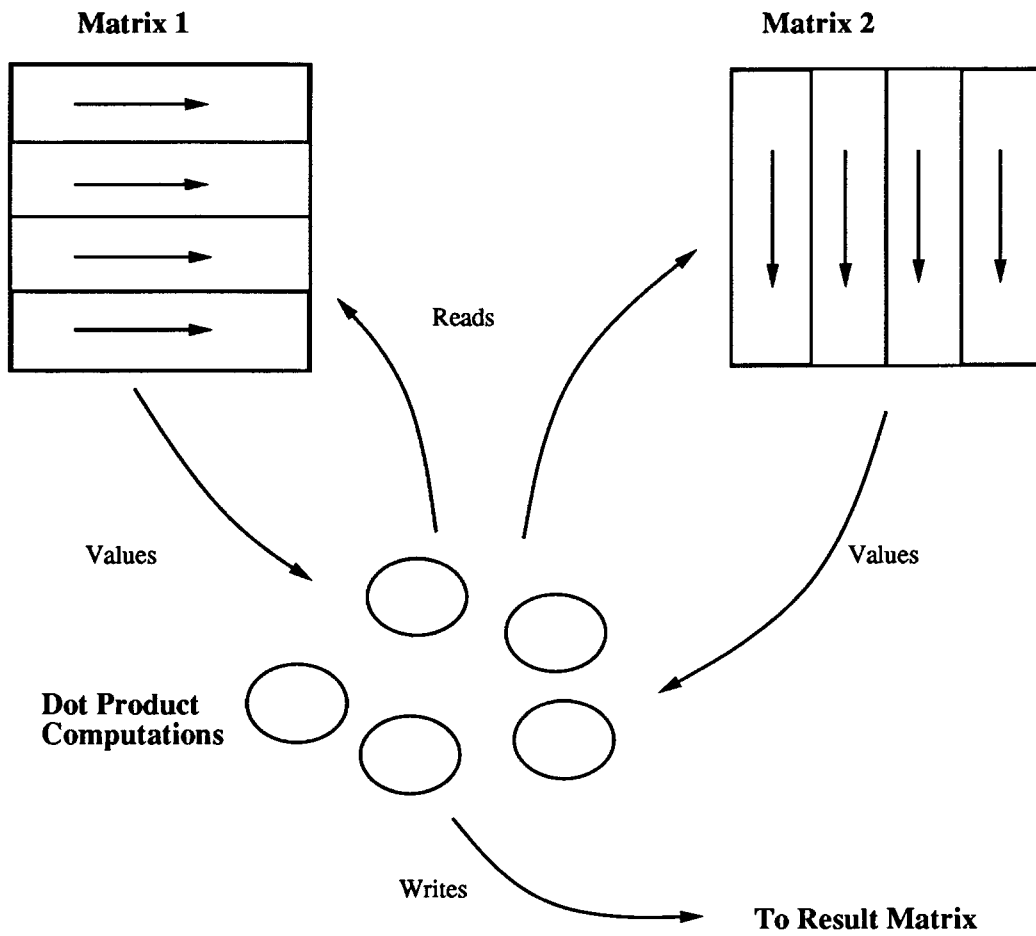 Matrix 1
Matrix 2
Reads
Values
Values
Dot Product
Computations
Writes
To Result Matrix